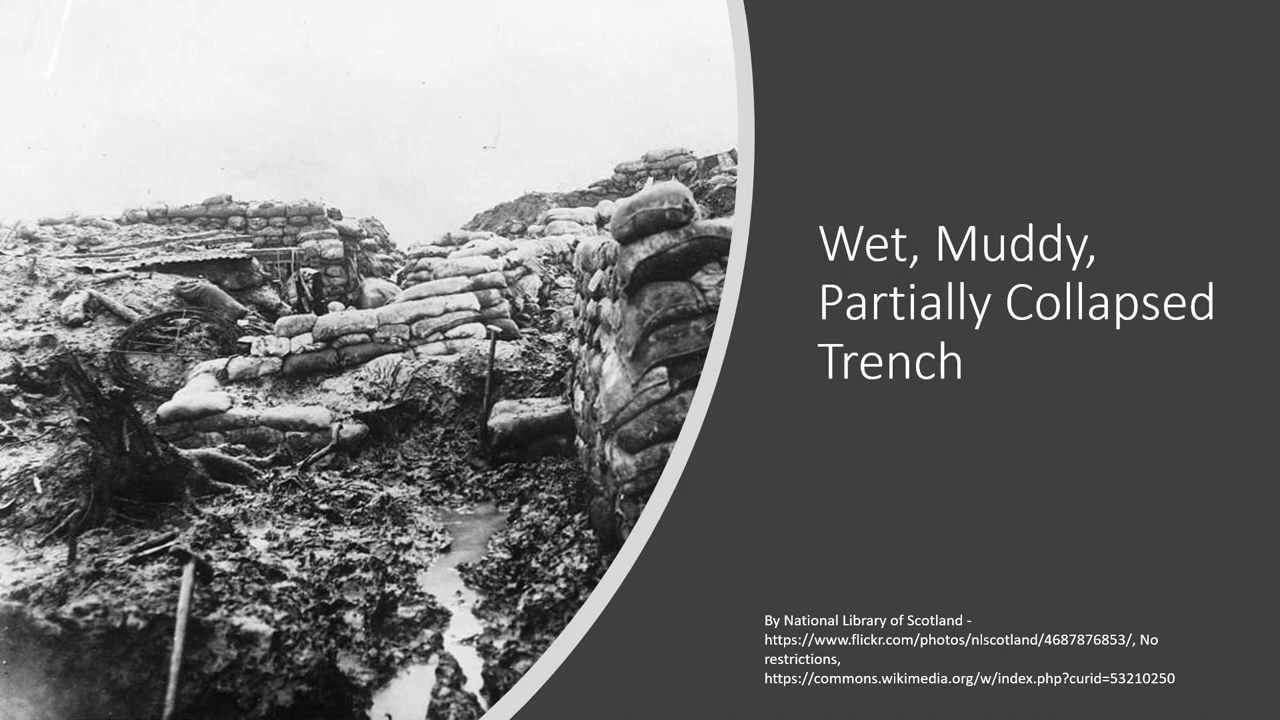 Wet, Muddy,
Partially Collapsed
Trench
By National Library of Scotland -
https://www.flickr.com/photos/nlscotland/4687876853/, No
restrictions,
https://commons.wikimedia.org/w/index.php?curid=53210250